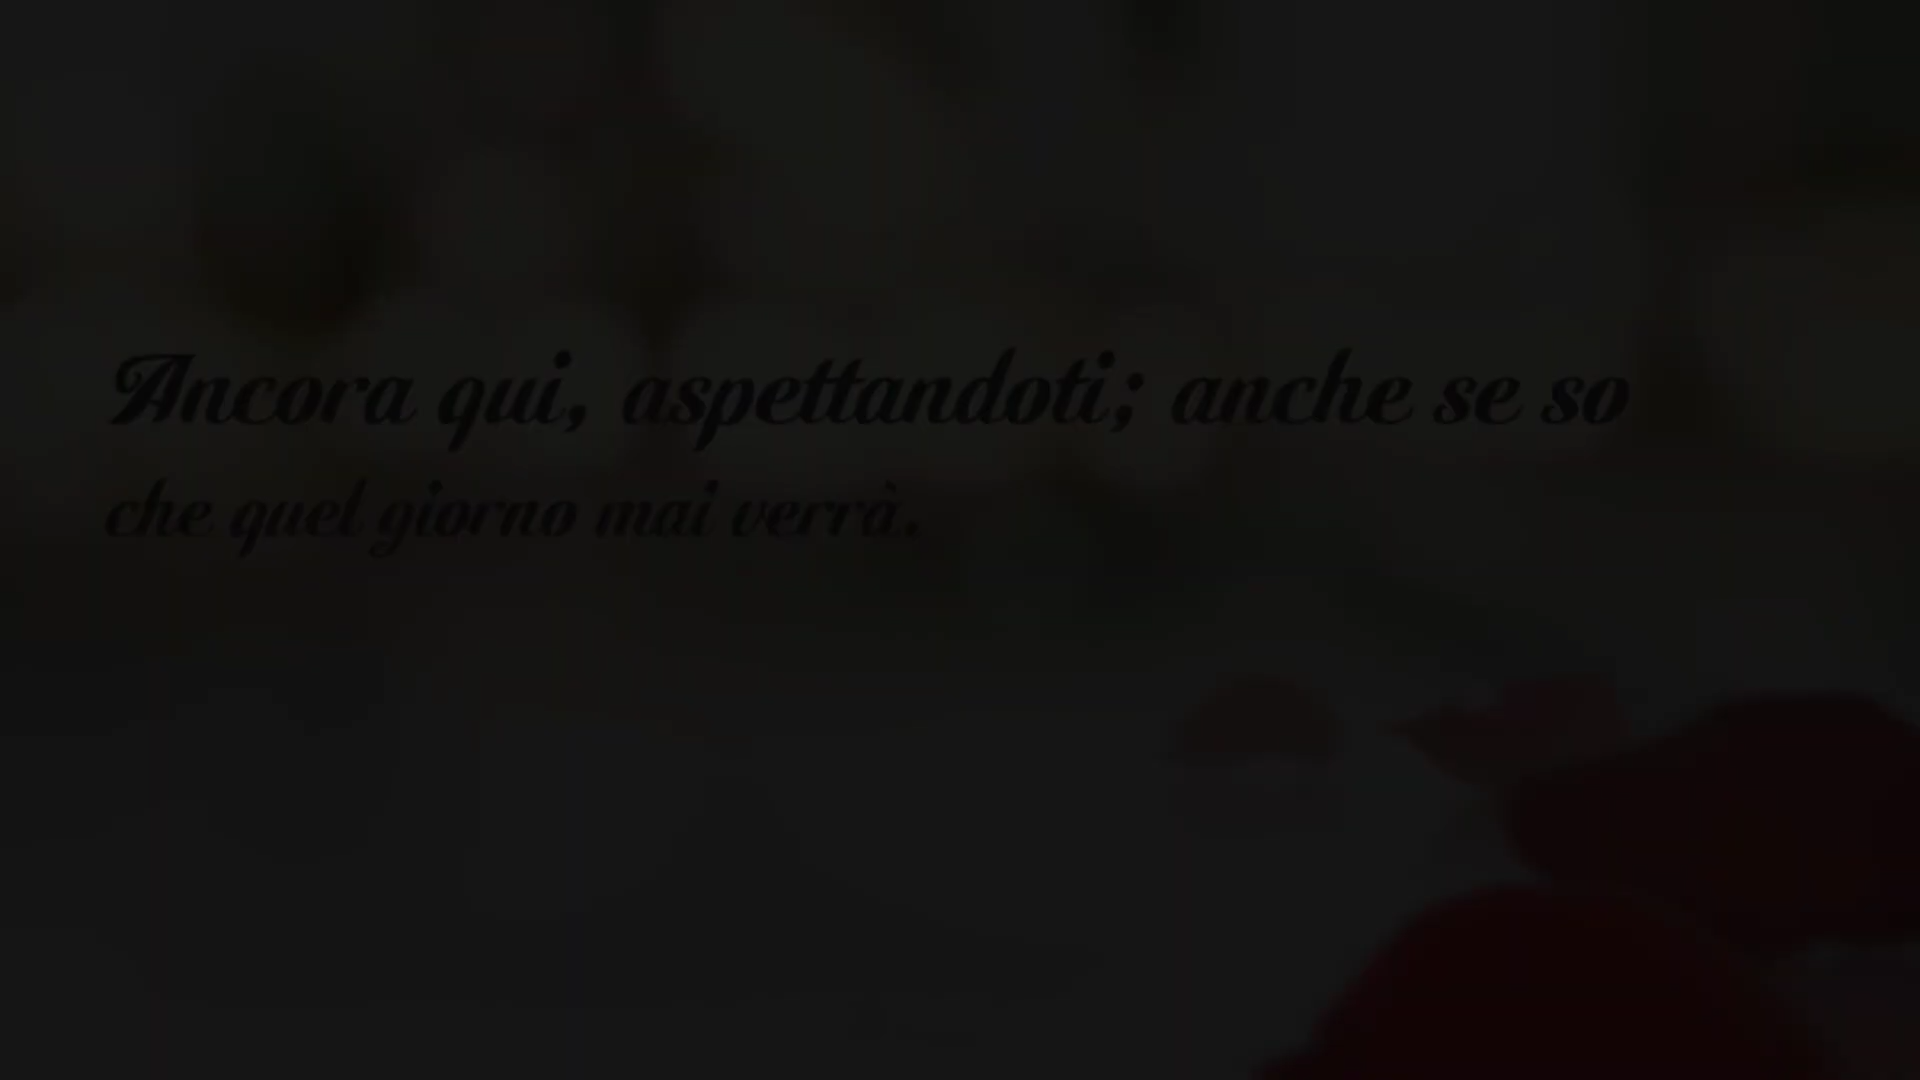 Ancora qui, aspettandoti; anche se so
che quel giorno mai verrà.